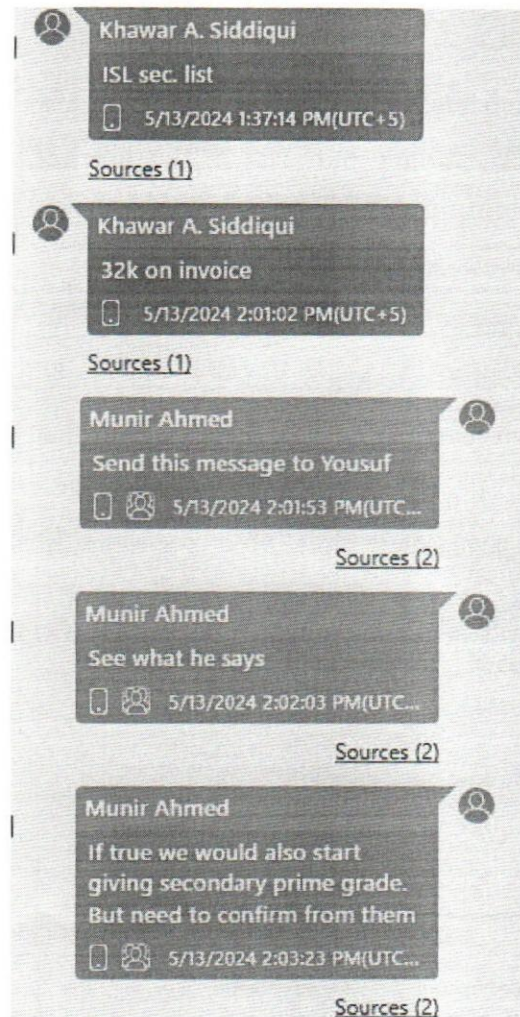 Khawar A. Siddiqui
ISL sec. list
5/13/2024 1:37:14 PM(UTC+5)
Sources (1)
Khawar A. Siddiqui
32k on invoice
5/13/2024 2:01:02 PM(UTC+5)
Sources (1)
Munir Ahmed
Send this message to Yousuf
5/13/2024 2:01:53 PM(UTC...
Sources (2)
Munir Ahmed
See what he says
5/13/2024 2:02:03 PM(UTC...
Sources (2)
Munir Ahmed
If true we would also start
giving secondary prime grade.
But need to confirm from them
5/13/2024 2:03:23 PM(UTC...
Sources (2)